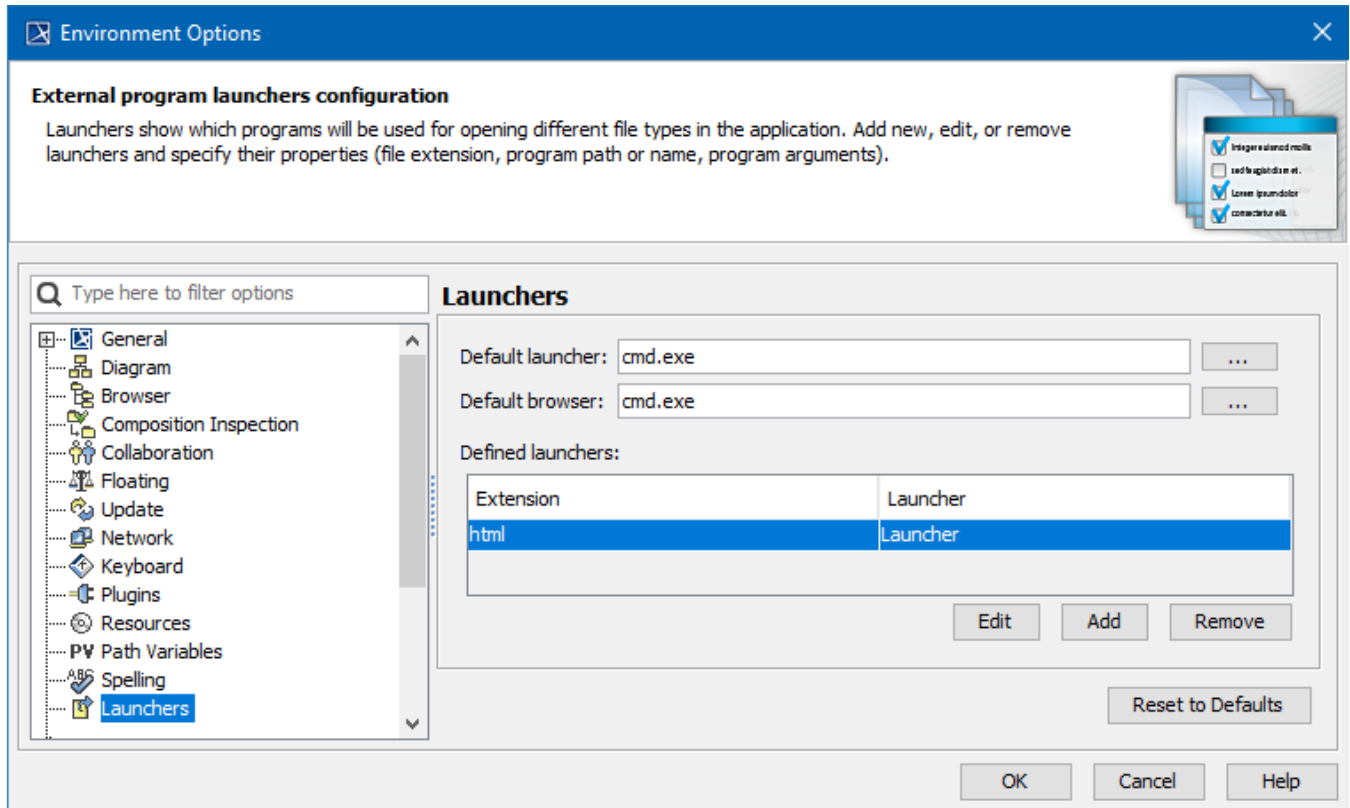 Environment Options
External program launchers configuration
Launchers show which programs will be used for opening different file types in the application. Add new, edit, or remove
launchers and specify their properties (file extension, program path or name, program arguments).
Lorem ipsum dolor
Type here to filter options
General
Diagram
Browser
Composition Inspection
Collaboration
Floating
Update
Network
Keyboard
Plugins
Resources
PV Path Variables
ABC Spelling
Launchers
Launchers
Default launcher: cmd.exe ...
Default browser: cmd.exe ...
Defined launchers:
Extension Launcher
html Launcher
Edit Add Remove
Reset to Defaults
OK Cancel Help